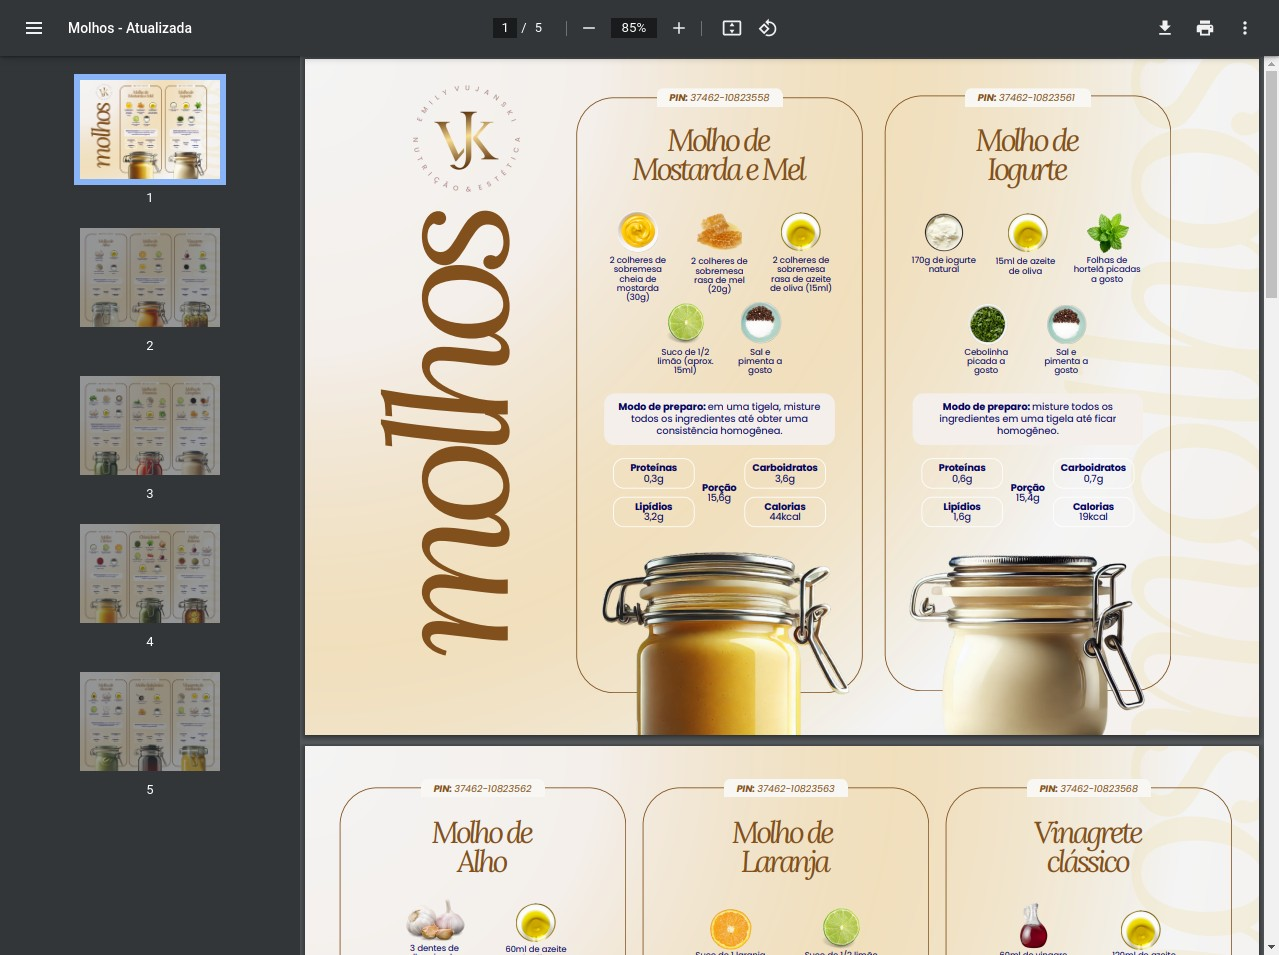 Molhos - Atualizada
1 / 5
85%
1
2
3
4
5
EMILY VUJANSKI
NUTRIÇÃO & ESTÉTICA
VJK
molhos
PIN: 37462-10823558
Molho de
Mostarda e Mel
2 colheres de
sobremesa
cheia de
mostarda
(30g)
2 colheres de
sobremesa
rasa de mel
(20g)
2 colheres de
sobremesa
rasa de azeite
de oliva (15ml)
Suco de 1/2
limão (aprox.
15ml)
Sal e
pimenta a
gosto
Modo de preparo: em uma tigela, misture
todos os ingredientes até obter uma
consistência homogênea.
Proteínas
0,3g
Carboidratos
3,6g
Porção
15,6g
Lipídios
3,2g
Calorias
44kcal
PIN: 37462-10823561
Molho de
Iogurte
170g de iogurte
natural
15ml de azeite
de oliva
Folhas de
hortelã picadas
a gosto
Cebolinha
picada a
gosto
Sal e
pimenta a
gosto
Modo de preparo: misture todos os
ingredientes em uma tigela até ficar
homogêneo.
Proteínas
0,6g
Carboidratos
0,7g
Porção
15,4g
Lipídios
1,6g
Calorias
19kcal
molhos
PIN: 37462-10823562
Molho de
Alho
3 dentes de
60ml de azeite
PIN: 37462-10823563
Molho de
Laranja
Suco de 1 laranja
Suco de 1/2 limão
PIN: 37462-10823568
Vinagrete
clássico
60ml de vinagre
120ml de azeite